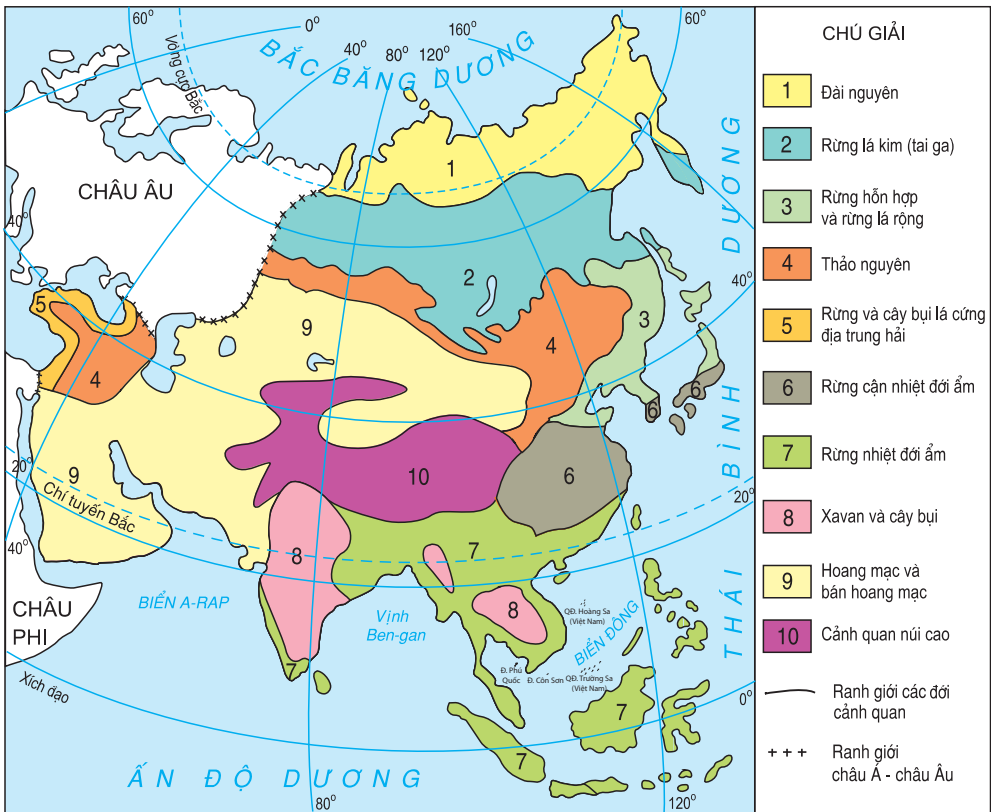 60°
0°
40°
80°
120°
160°
60°
BẮC BĂNG DƯƠNG
Vòng cực Bắc
CHÂU ÂU
1
2
3
4
5
4
9
9
10
6
6
6
7
8
8
7
7
7
40°
20°
40°
40°
20°
0°
80°
120°
Chí tuyến Bắc
CHÂU
PHI
BIỂN A-RAP
Vịnh
Ben-gan
Xích đạo
QĐ. Hoàng Sa
(Việt Nam)
BIỂN ĐÔNG
Đ. Phú
Quốc
Đ. Côn Sơn
QĐ. Trường Sa
(Việt Nam)
ẤN ĐỘ DƯƠNG
THÁI BÌNH DƯƠNG
CHÚ GIẢI
1 Đài nguyên
2 Rừng lá kim (tai ga)
3 Rừng hỗn hợp
và rừng lá rộng
4 Thảo nguyên
5 Rừng và cây bụi lá cứng
địa trung hải
6 Rừng cận nhiệt đới ẩm
7 Rừng nhiệt đới ẩm
8 Xavan và cây bụi
9 Hoang mạc và
bán hoang mạc
10 Cảnh quan núi cao
Ranh giới các đới
cảnh quan
+ + + Ranh giới
châu Á - châu Âu